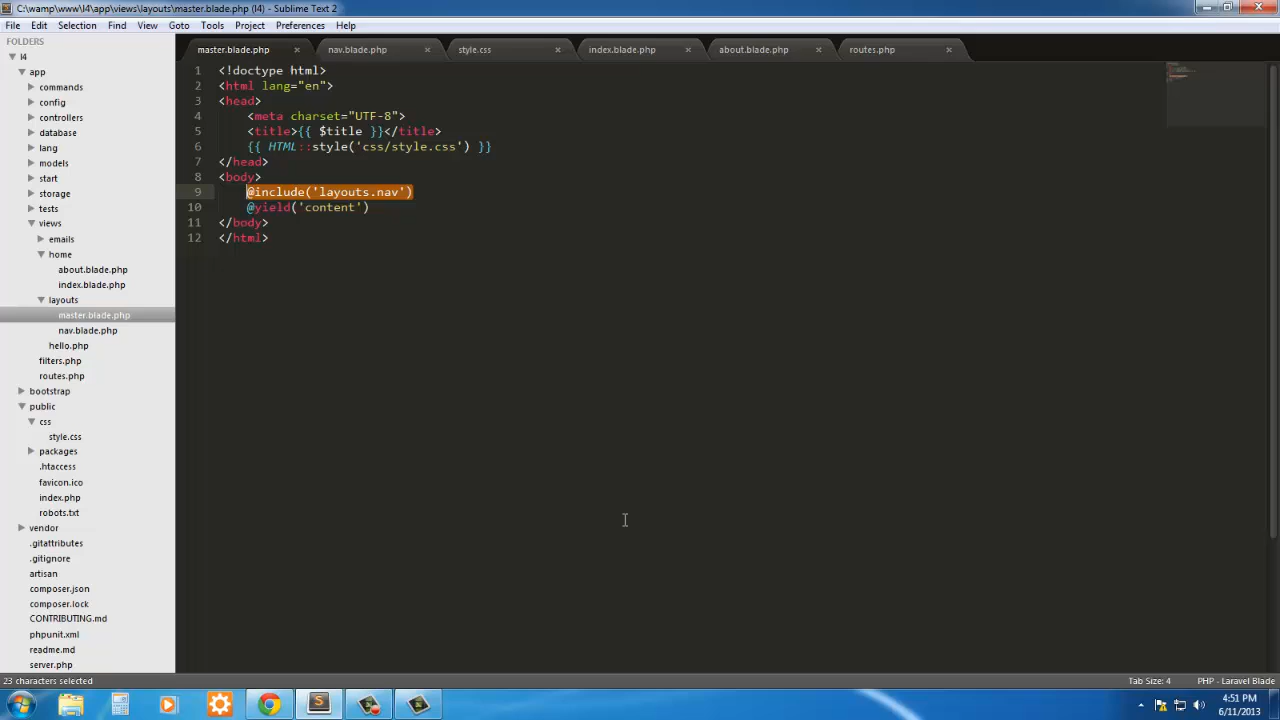 C:\wamp\www\l4\app\views\layouts\master.blade.php (l4) - Sublime Text 2
File Edit Selection Find View Goto Tools Project Preferences Help
FOLDERS
l4
app
commands
config
controllers
database
lang
models
start
storage
tests
views
emails
home
about.blade.php
index.blade.php
layouts
master.blade.php
nav.blade.php
hello.php
filters.php
routes.php
bootstrap
public
css
style.css
packages
.htaccess
favicon.ico
index.php
robots.txt
vendor
.gitattributes
.gitignore
artisan
composer.json
composer.lock
CONTRIBUTING.md
phpunit.xml
readme.md
server.php
master.blade.php nav.blade.php style.css index.blade.php about.blade.php routes.php
1 <!doctype html>
2 <html lang="en">
3 <head>
4 <meta charset="UTF-8">
5 <title>{{ $title }}</title>
6 {{ HTML::style('css/style.css') }}
7 </head>
8 <body>
9 @include('layouts.nav')
10 @yield('content')
11 </body>
12 </html>
23 characters selected Tab Size: 4 PHP - Laravel Blade
4:51 PM
6/11/2013